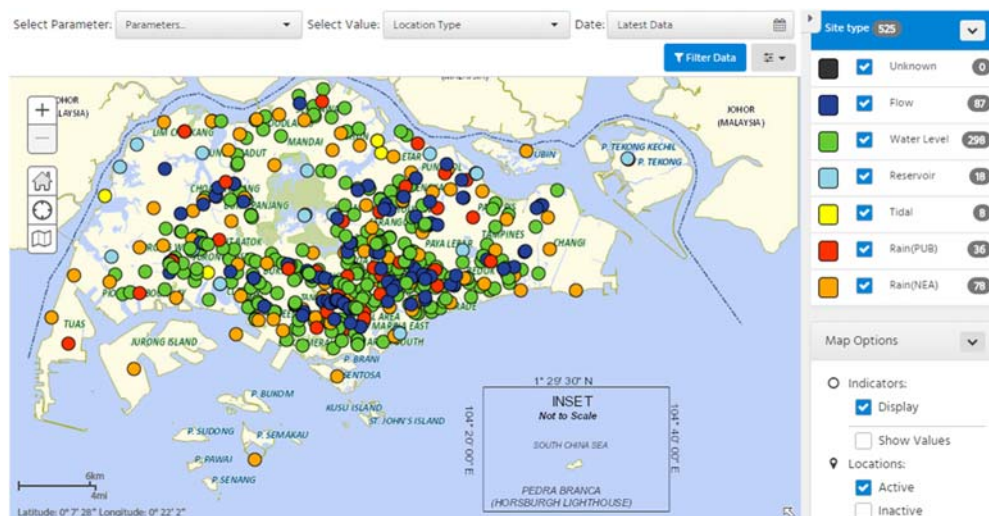 Select Parameter: Parameters... Select Value: Location Type Date: Latest Data
Filter Data
Site type 525
Unknown 0
Flow 87
Water Level 298
Reservoir 18
Tidal 8
Rain(PUB) 36
Rain(NEA) 78
Map Options
Indicators:
Display
Show Values
Locations:
Active
Inactive
JOHOR
(MALAYSIA)
P. TEKONG KECHIL
P. TEKONG
UBIN
MANDAI
PAYA LEBAR
TAMPINES
CHANGI
TUAS
JURONG ISLAND
P. BRANI
SENTOSA
KUSU ISLAND
ST. JOHN'S ISLAND
P. BUKOM
P. SUDONG
P. SEMAKAU
P. PAWAI
P. SENANG
1° 29' 30" N
INSET
Not to Scale
104° 20' 00" E
104° 40' 00" E
SOUTH CHINA SEA
PEDRA BRANCA
(HORSBURGH LIGHTHOUSE)
6km
4mi
Latitude: 0° 7' 28" Longitude: 0° 22' 2"